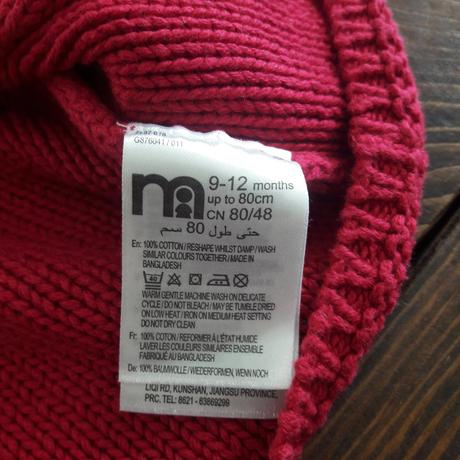 GS76041 / 011
m
9-12 months
up to 80cm
CN 80/48
حتى طول 80 سم
En: 100% COTTON / RESHAPE WHILST DAMP / WASH
SIMILAR COLOURS TOGETHER / MADE IN
BANGLADESH
40
WARM GENTLE MACHINE WASH ON DELICATE
CYCLE / DO NOT BLEACH / MAY BE TUMBLE DRIED
ON LOW HEAT / IRON ON MEDIUM HEAT SETTING
DO NOT DRY CLEAN
Fr: 100% COTON / REFORMER À L'ÉTAT HUMIDE
LAVER LES COULEURS SIMILAIRES ENSEMBLE
FABRIQUÉ AU BANGLADESH
De: 100% BAUMWOLLE / WIEDERFORMEN, WENN NOCH
LIQI RD, KUNSHAN, JIANGSU PROVINCE,
PRC, TEL: 8621 - 63869299